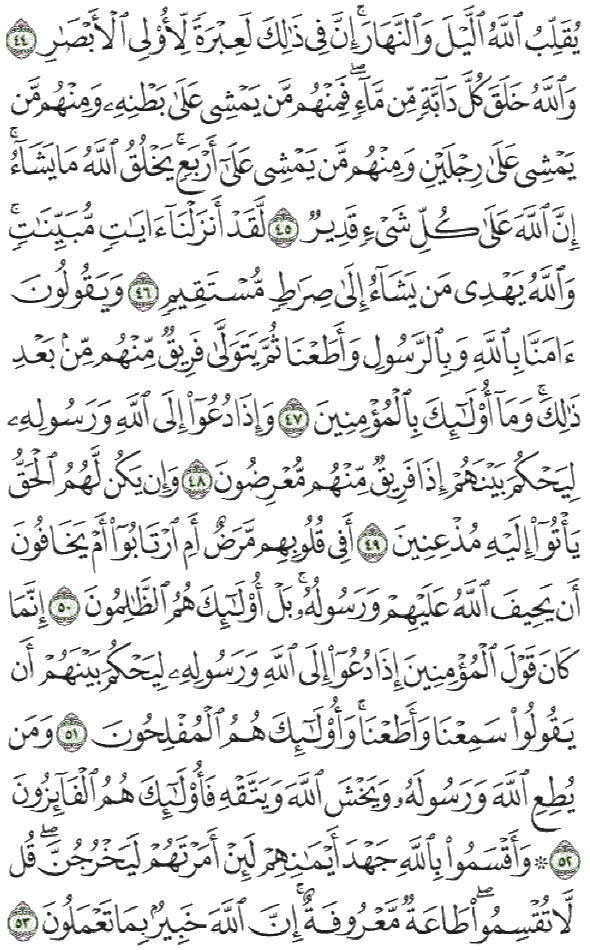 يُقَلِّبُ ٱللَّهُ ٱلَّيۡلَ وَٱلنَّهَارَۚ إِنَّ فِي ذَٰلِكَ لَعِبۡرَةٗ لِّأُوْلِي ٱلۡأَبۡصَٰرِ ٤٤
وَٱللَّهُ خَلَقَ كُلَّ دَآبَّةٖ مِّن مَّآءٖۖ فَمِنۡهُم مَّن يَمۡشِي عَلَىٰ بَطۡنِهِۦ وَمِنۡهُم مَّن
يَمۡشِي عَلَىٰ رِجۡلَيۡنِ وَمِنۡهُم مَّن يَمۡشِي عَلَىٰٓ أَرۡبَعٖۚ يَخۡلُقُ ٱللَّهُ مَا يَشَآءُۚ
إِنَّ ٱللَّهَ عَلَىٰ كُلِّ شَيۡءٖ قَدِيرٞ ٤٥ لَّقَدۡ أَنزَلۡنَآ ءَايَٰتٖ مُّبَيِّنَٰتٖۚ
وَٱللَّهُ يَهۡدِي مَن يَشَآءُ إِلَىٰ صِرَٰطٖ مُّسۡتَقِيمٖ ٤٦ وَيَقُولُونَ
ءَامَنَّا بِٱللَّهِ وَبِٱلرَّسُولِ وَأَطَعۡنَا ثُمَّ يَتَوَلَّىٰ فَرِيقٞ مِّنۡهُم مِّنۢ بَعۡدِ
ذَٰلِكَۚ وَمَآ أُوْلَٰٓئِكَ بِٱلۡمُؤۡمِنِينَ ٤٧ وَإِذَا دُعُوٓاْ إِلَى ٱللَّهِ وَرَسُولِهِۦ
لِيَحۡكُمَ بَيۡنَهُمۡ إِذَا فَرِيقٞ مِّنۡهُم مُّعۡرِضُونَ ٤٨ وَإِن يَكُن لَّهُمُ ٱلۡحَقُّ
يَأۡتُوٓاْ إِلَيۡهِ مُذۡعِنِينَ ٤٩ أَفِي قُلُوبِهِم مَّرَضٌ أَمِ ٱرۡتَابُوٓاْ أَمۡ يَخَافُونَ
أَن يَحِيفَ ٱللَّهُ عَلَيۡهِمۡ وَرَسُولُهُۥۚ بَلۡ أُوْلَٰٓئِكَ هُمُ ٱلظَّٰلِمُونَ ٥٠ إِنَّمَا
كَانَ قَوۡلَ ٱلۡمُؤۡمِنِينَ إِذَا دُعُوٓاْ إِلَى ٱللَّهِ وَرَسُولِهِۦ لِيَحۡكُمَ بَيۡنَهُمۡ أَن
يَقُولُواْ سَمِعۡنَا وَأَطَعۡنَاۚ وَأُوْلَٰٓئِكَ هُمُ ٱلۡمُفۡلِحُونَ ٥١ وَمَن
يُطِعِ ٱللَّهَ وَرَسُولَهُۥ وَيَخۡشَ ٱللَّهَ وَيَتَّقۡهِ فَأُوْلَٰٓئِكَ هُمُ ٱلۡفَآئِزُونَ
٥٢ ۞ وَأَقۡسَمُواْ بِٱللَّهِ جَهۡدَ أَيۡمَٰنِهِمۡ لَئِنۡ أَمَرۡتَهُمۡ لَيَخۡرُجُنَّۖ قُل
لَّا تُقۡسِمُواْۖ طَاعَةٞ مَّعۡرُوفَةٌۚ إِنَّ ٱللَّهَ خَبِيرُۢ بِمَا تَعۡمَلُونَ ٥٣